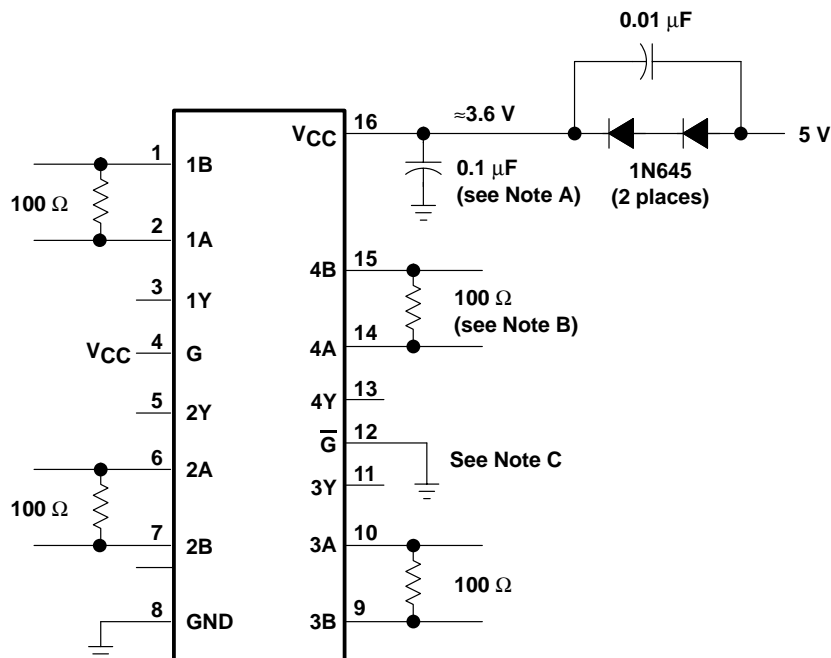 0.01 μF
16
VCC
≈3.6 V
5 V
1N645
(2 places)
0.1 μF
(see Note A)
1
1B
100 Ω
2
1A
15
4B
3
1Y
100 Ω
(see Note B)
14
4A
VCC
4
G
13
4Y
5
2Y
12
G̅
See Note C
6
2A
11
3Y
100 Ω
7
2B
10
3A
100 Ω
8
GND
9
3B